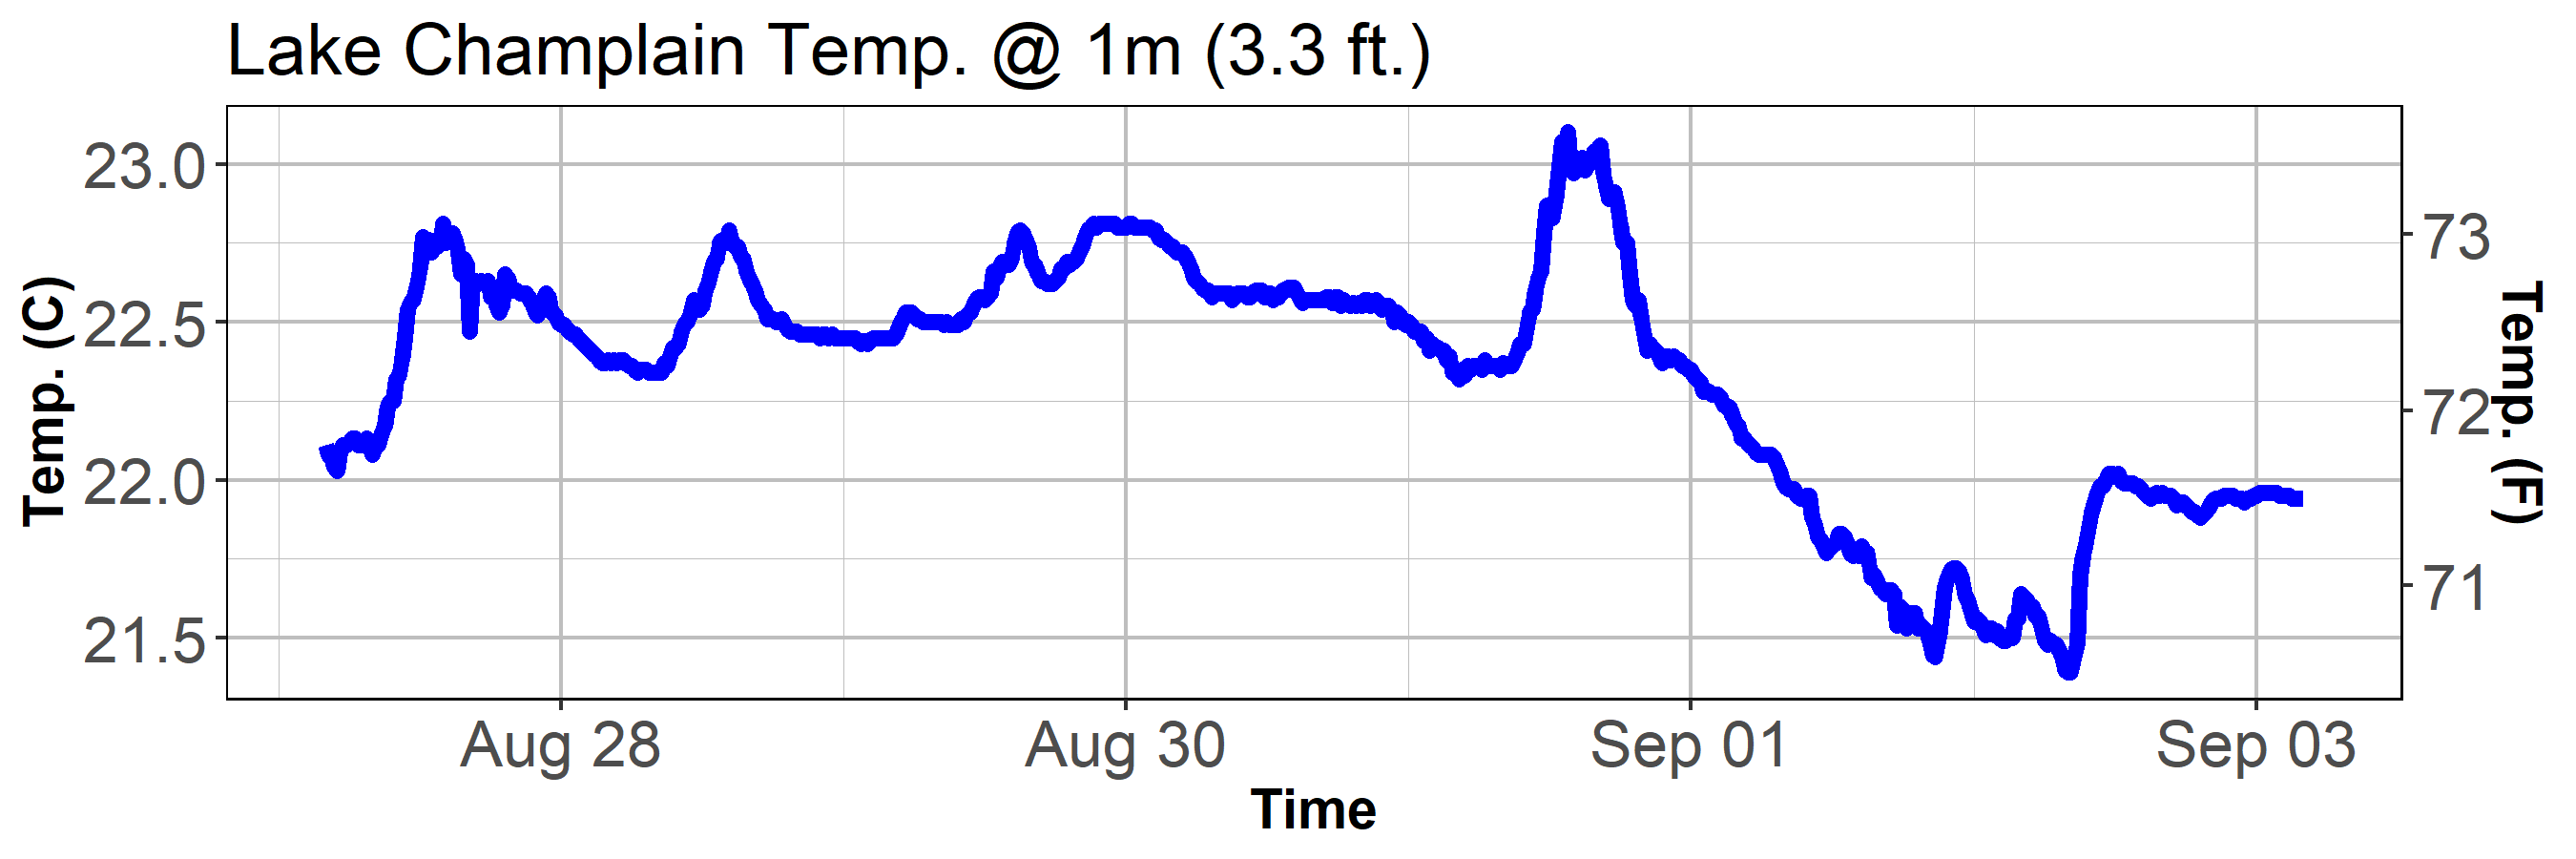 Lake Champlain Temp. @ 1m (3.3 ft.)
Temp. (C)
23.0
22.5
22.0
21.5
73
72
71
Temp. (F)
Aug 28
Aug 30
Sep 01
Sep 03
Time